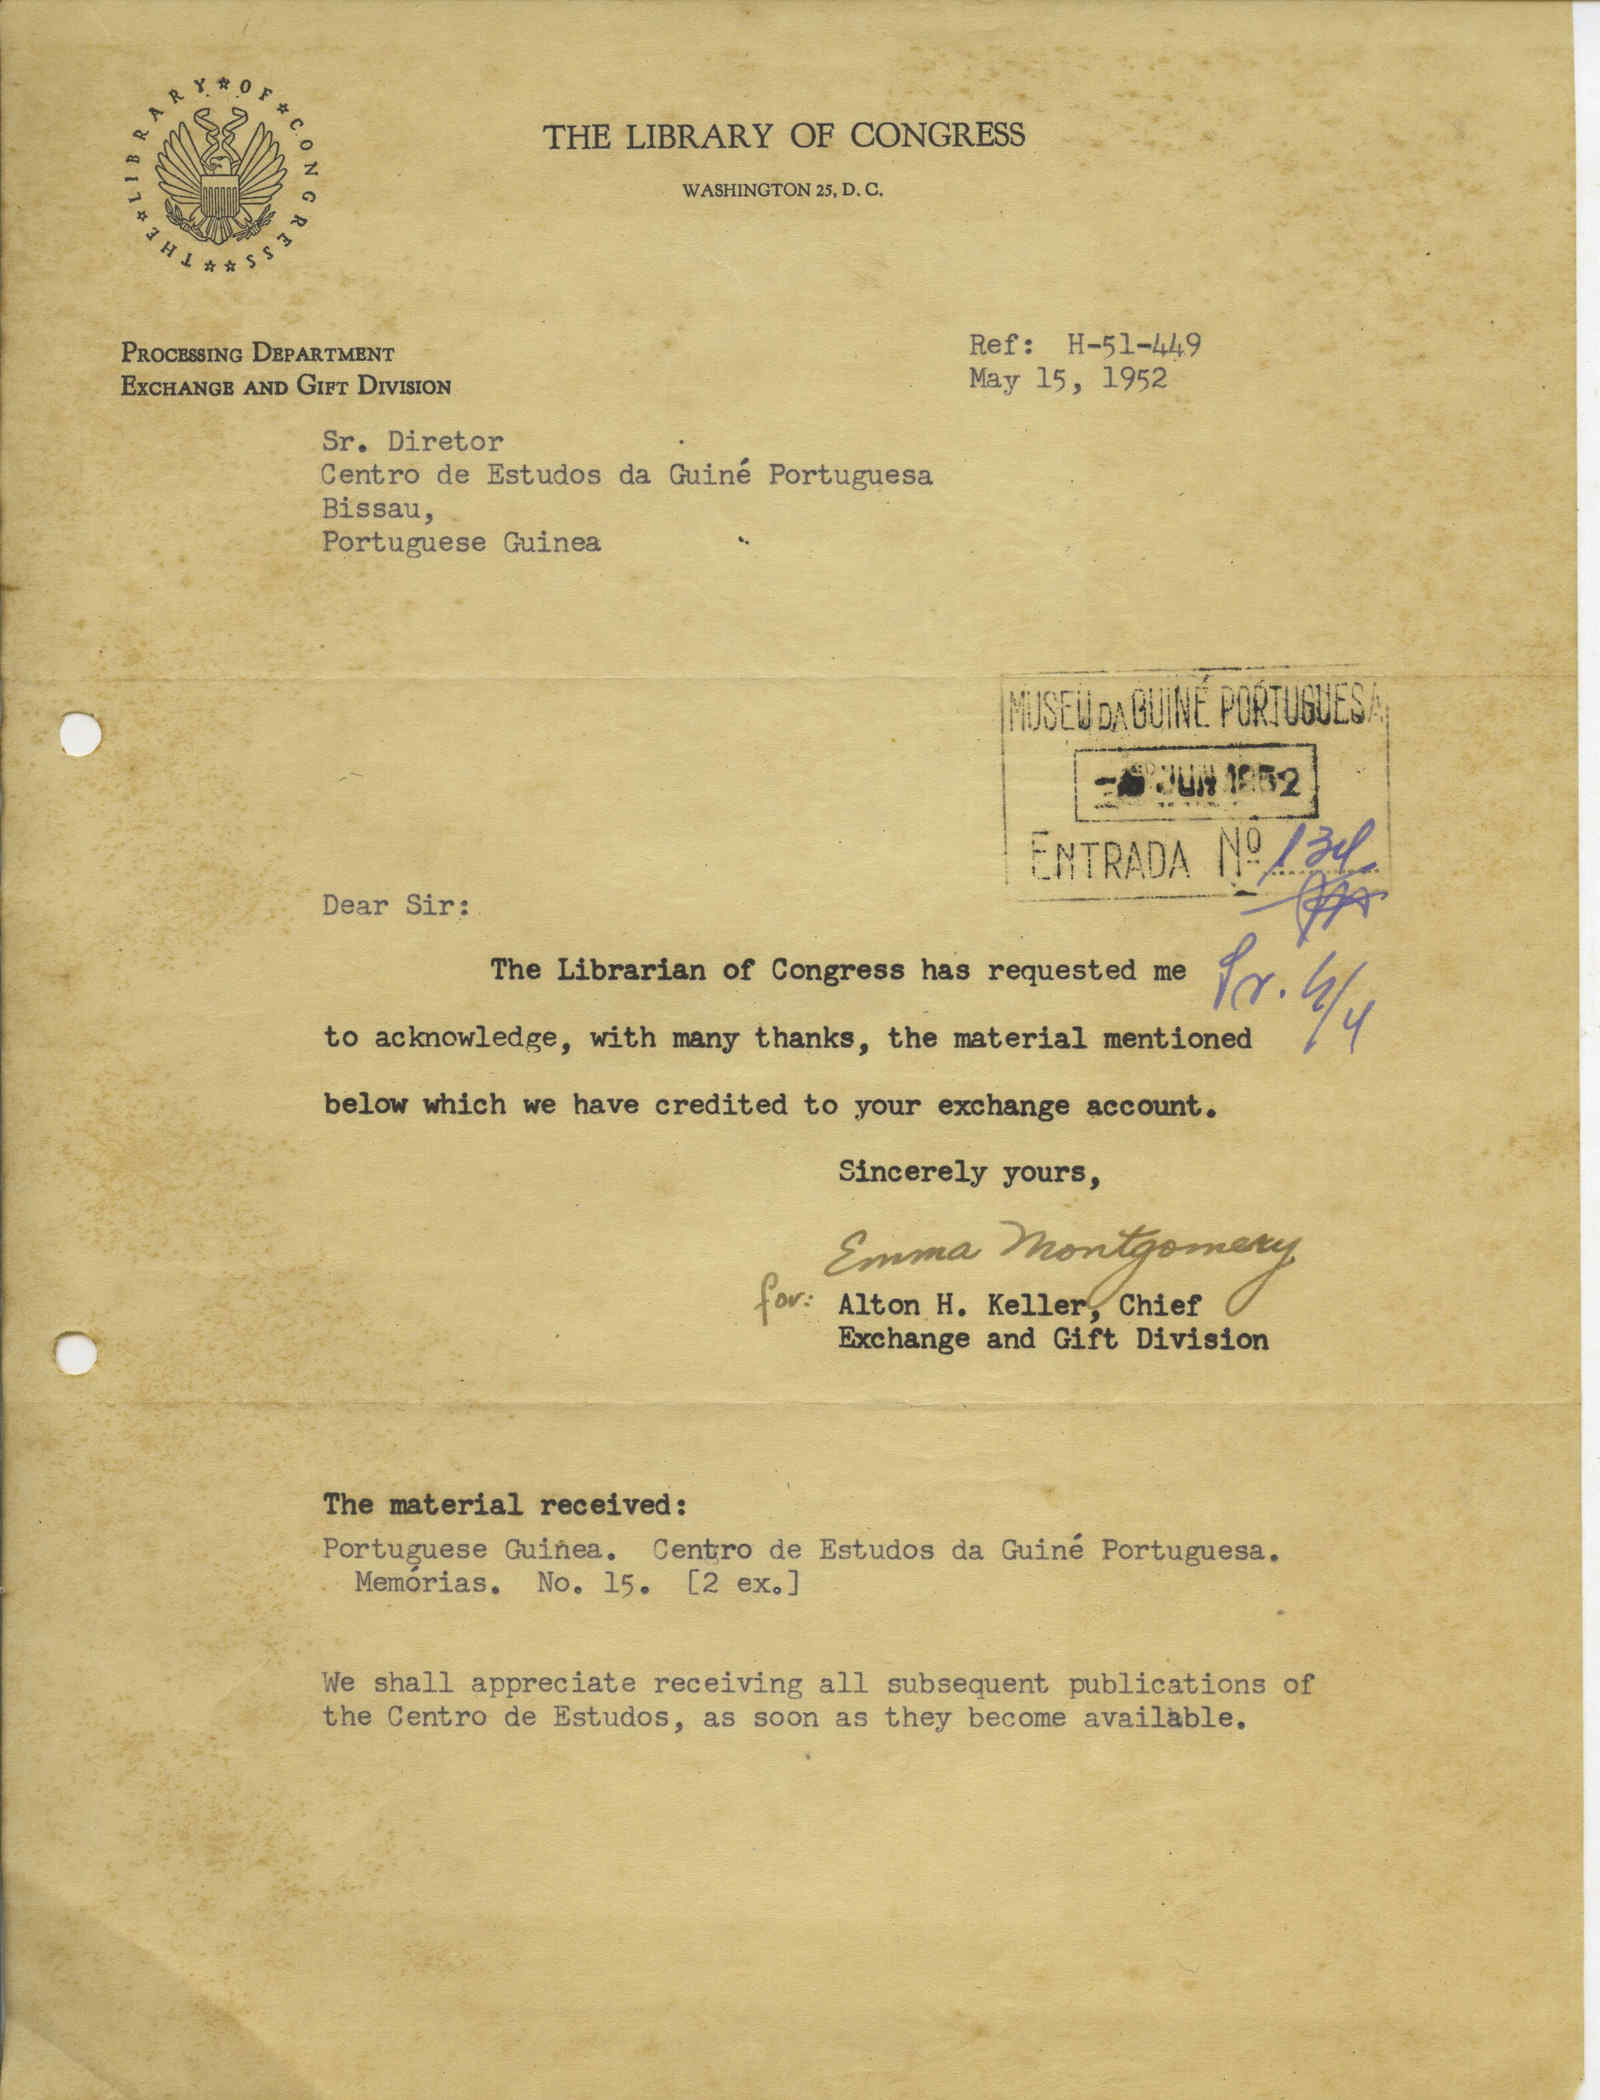 THE LIBRARY OF CONGRESS
THE LIBRARY OF CONGRESS
WASHINGTON 25, D. C.
PROCESSING DEPARTMENT
EXCHANGE AND GIFT DIVISION
Ref: H-51-449
May 15, 1952
Sr. Diretor
Centro de Estudos da Guiné Portuguesa
Bissau,
Portuguese Guinea
MUSEU DA GUINÉ PORTUGUESA
JUN 1952
ENTRADA Nº 134
Dear Sir:
The Librarian of Congress has requested me
to acknowledge, with many thanks, the material mentioned
below which we have credited to your exchange account.
Sincerely yours,
Emma Montgomery
for: Alton H. Keller, Chief
Exchange and Gift Division
The material received:
Portuguese Guinea. Centro de Estudos da Guiné Portuguesa.
Memórias. No. 15. [2 ex.]
We shall appreciate receiving all subsequent publications of
the Centro de Estudos, as soon as they become available.